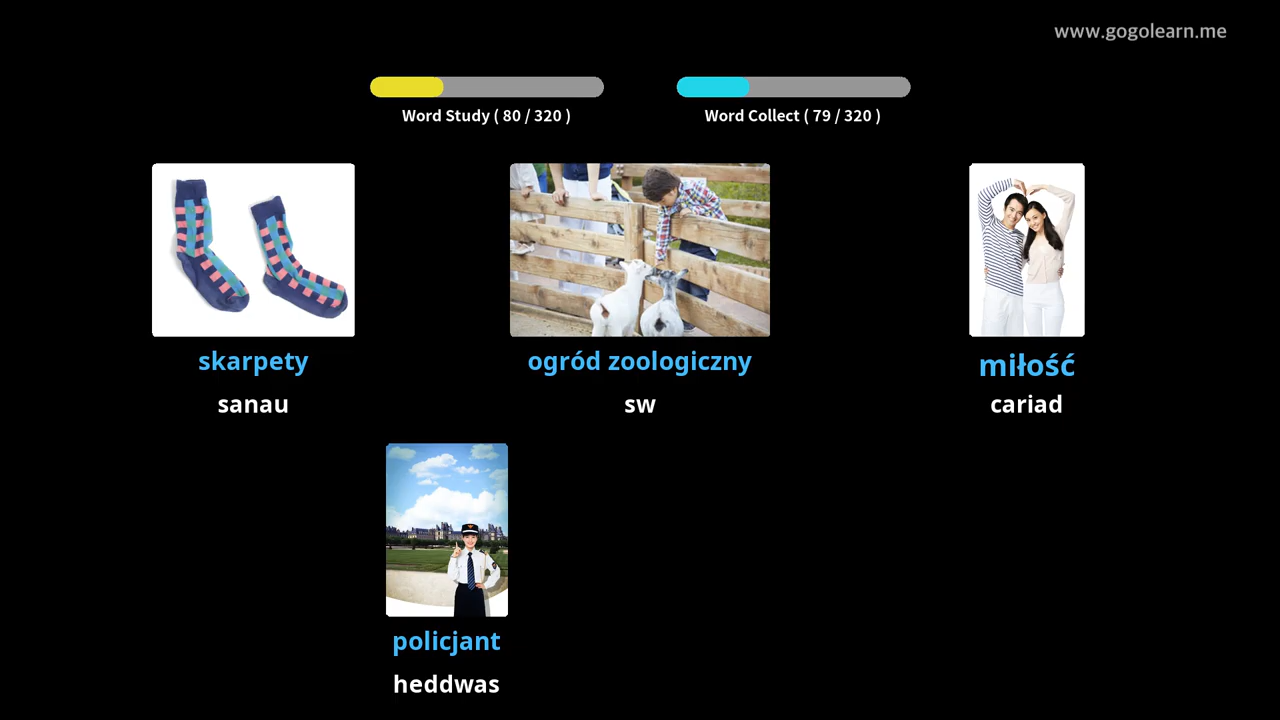 www.gogolearn.me
Word Study ( 80 / 320 )
Word Collect ( 79 / 320 )
skarpety
sanau
ogród zoologiczny
sw
miłość
cariad
policjant
heddwas